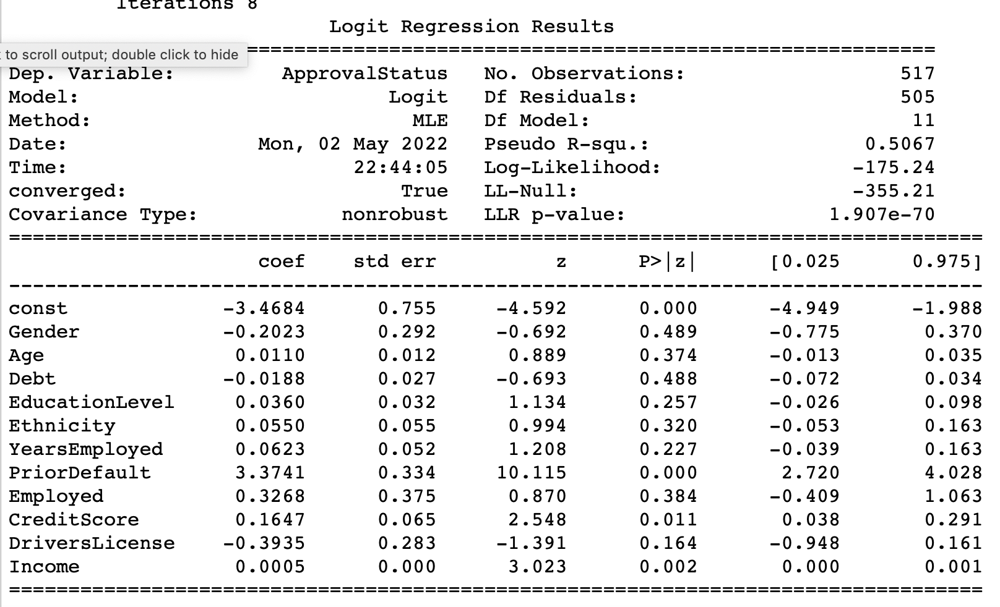 Iterations 8
Logit Regression Results
==========================================================
to scroll output; double click to hide
Dep. Variable: ApprovalStatus No. Observations: 517
Model: Logit Df Residuals: 505
Method: MLE Df Model: 11
Date: Mon, 02 May 2022 Pseudo R-squ.: 0.5067
Time: 22:44:05 Log-Likelihood: -175.24
converged: True LL-Null: -355.21
Covariance Type: nonrobust LLR p-value: 1.907e-70
==================================================================================
coef std err z P>|z| [0.025 0.975]
----------------------------------------------------------------------------------
const -3.4684 0.755 -4.592 0.000 -4.949 -1.988
Gender -0.2023 0.292 -0.692 0.489 -0.775 0.370
Age 0.0110 0.012 0.889 0.374 -0.013 0.035
Debt -0.0188 0.027 -0.693 0.488 -0.072 0.034
EducationLevel 0.0360 0.032 1.134 0.257 -0.026 0.098
Ethnicity 0.0550 0.055 0.994 0.320 -0.053 0.163
YearsEmployed 0.0623 0.052 1.208 0.227 -0.039 0.163
PriorDefault 3.3741 0.334 10.115 0.000 2.720 4.028
Employed 0.3268 0.375 0.870 0.384 -0.409 1.063
CreditScore 0.1647 0.065 2.548 0.011 0.038 0.291
DriversLicense -0.3935 0.283 -1.391 0.164 -0.948 0.161
Income 0.0005 0.000 3.023 0.002 0.000 0.001
==================================================================================